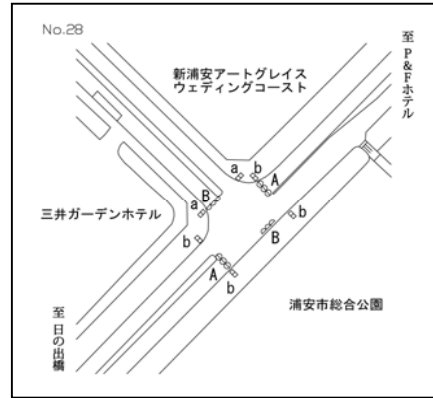 No.28
至 P&Fホテル
新浦安アートグレイス
ウェディングコースト
a
b
A
B
a
三井ガーデンホテル
b
b
B
A
b
浦安市総合公園
至 日の出橋